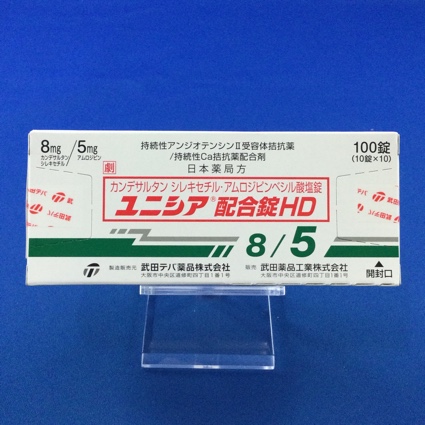 8mg/5mg
カンデサルタン シレキセチル アムロジピン
持続性アンジオテンシンⅡ受容体拮抗薬
/持続性Ca拮抗薬配合剤
日本薬局方
100錠
(10錠×10)
劇
カンデサルタン シレキセチル・アムロジピンベシル酸塩錠
ユニシア®配合錠HD
8/5
武田
武田
製造販売元 武田テバ薬品株式会社
大阪市中央区道修町四丁目1番1号
販売 武田薬品工業株式会社
大阪市中央区道修町四丁目1番1号
開封口